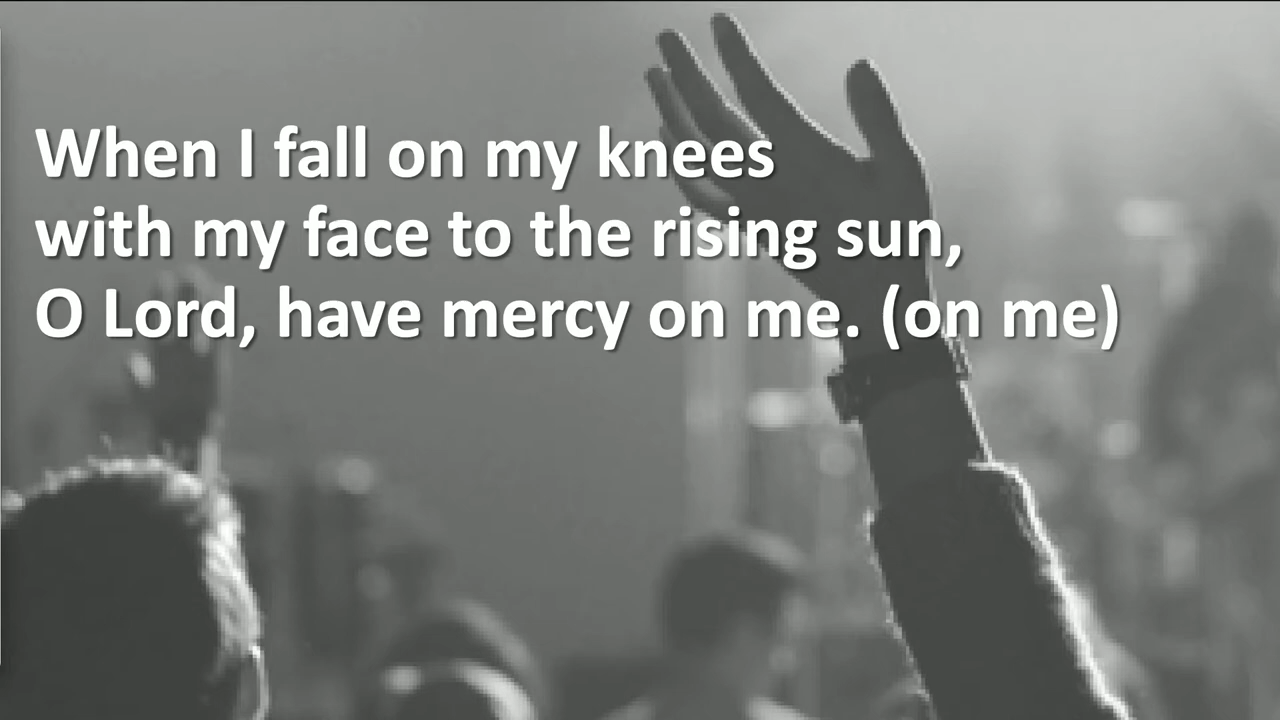 When I fall on my knees
with my face to the rising sun,
O Lord, have mercy on me. (on me)